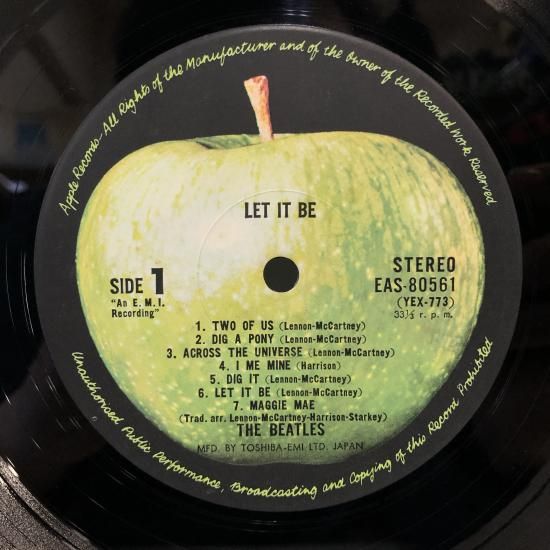 Apple Records-All Rights of the Manufacturer and of the Owner of the Recorded Work Reserved
LET IT BE
SIDE 1
"An E.M.I.
Recording"
STEREO
EAS-80561
(YEX-773)
33⅓ r. p. m.
1. TWO OF US (Lennon-McCartney)
2. DIG A PONY (Lennon-McCartney)
3. ACROSS THE UNIVERSE (Lennon-McCartney)
4. I ME MINE (Harrison)
5. DIG IT (Lennon-McCartney)
6. LET IT BE (Lennon-McCartney)
7. MAGGIE MAE
(Trad. arr. Lennon-McCartney-Harrison-Starkey)
THE BEATLES
MFD. BY TOSHIBA-EMI LTD. JAPAN
Unauthorised Public Performance, Broadcasting and Copying of this Record Prohibited